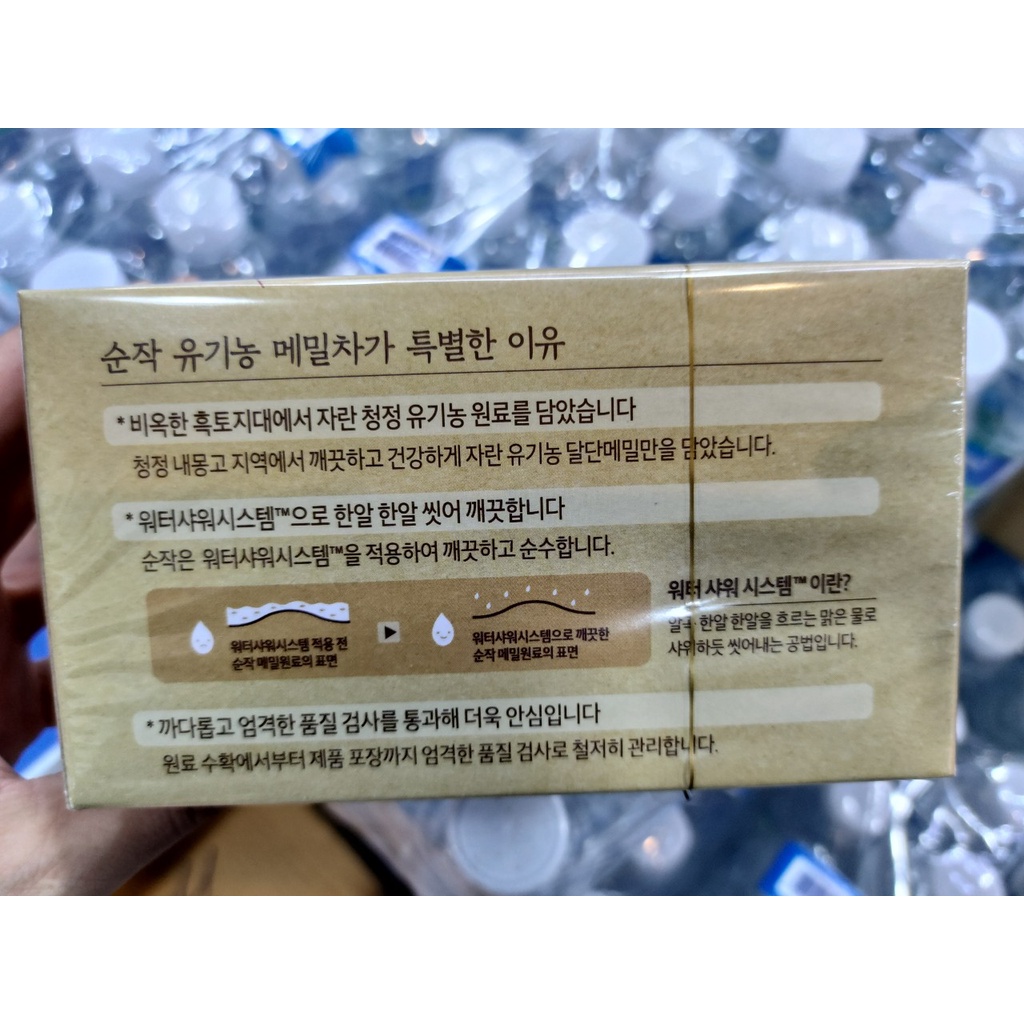 순작 유기농 메밀차가 특별한 이유
* 비옥한 흑토지대에서 자란 청정 유기농 원료를 담았습니다
청정 내몽고 지역에서 깨끗하고 건강하게 자란 유기농 달단메밀만을 담았습니다.
* 워터샤워시스템™으로 한알 한알 씻어 깨끗합니다
순작은 워터샤워시스템™을 적용하여 깨끗하고 순수합니다.
워터샤워시스템 적용 전
순작 메밀원료의 표면
▶
워터샤워시스템으로 깨끗한
순작 메밀원료의 표면
워터 샤워 시스템™ 이란?
한알 한알을 흐르는 맑은 물로
샤워하듯 씻어내는 공법입니다.
* 까다롭고 엄격한 품질 검사를 통과해 더욱 안심입니다
원료 수확에서부터 제품 포장까지 엄격한 품질 검사로 철저히 관리합니다.